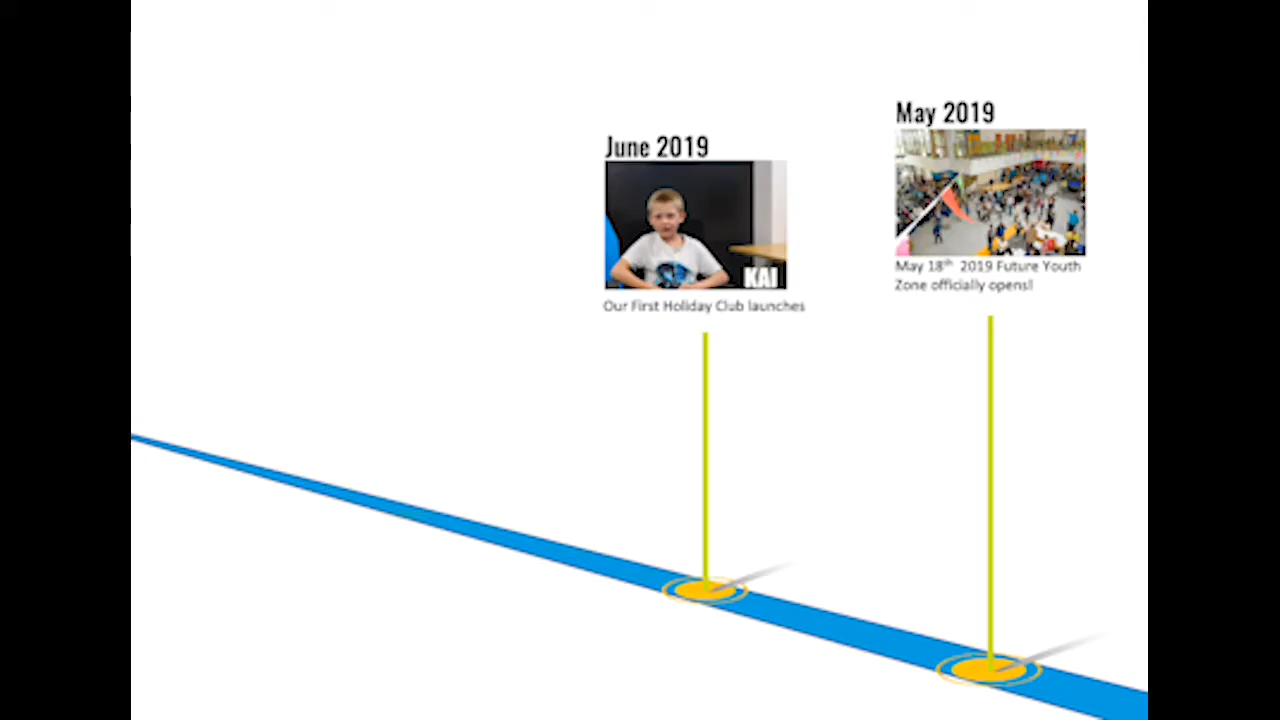 June 2019
KAI
Our First Holiday Club launches
May 2019
May 18th 2019 Future Youth
Zone officially opens!